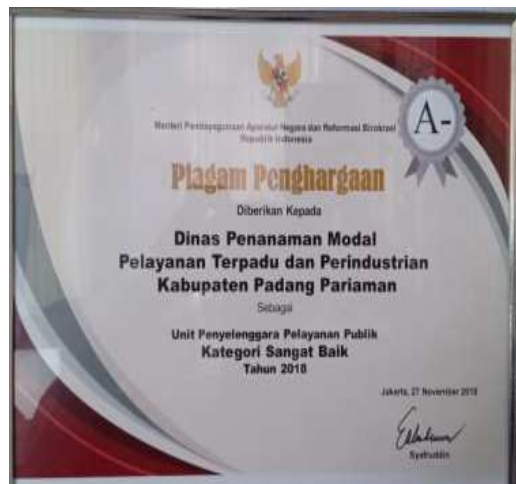 A-
Menteri Pendayagunaan Aparatur Negara dan Reformasi Birokrasi
Republik Indonesia
Piagam Penghargaan
Diberikan Kepada
Dinas Penanaman Modal
Pelayanan Terpadu dan Perindustrian
Kabupaten Padang Pariaman
Sebagai
Unit Penyelenggara Pelayanan Publik
Kategori Sangat Baik
Tahun 2018
Jakarta, 27 November 2018
Syafruddin